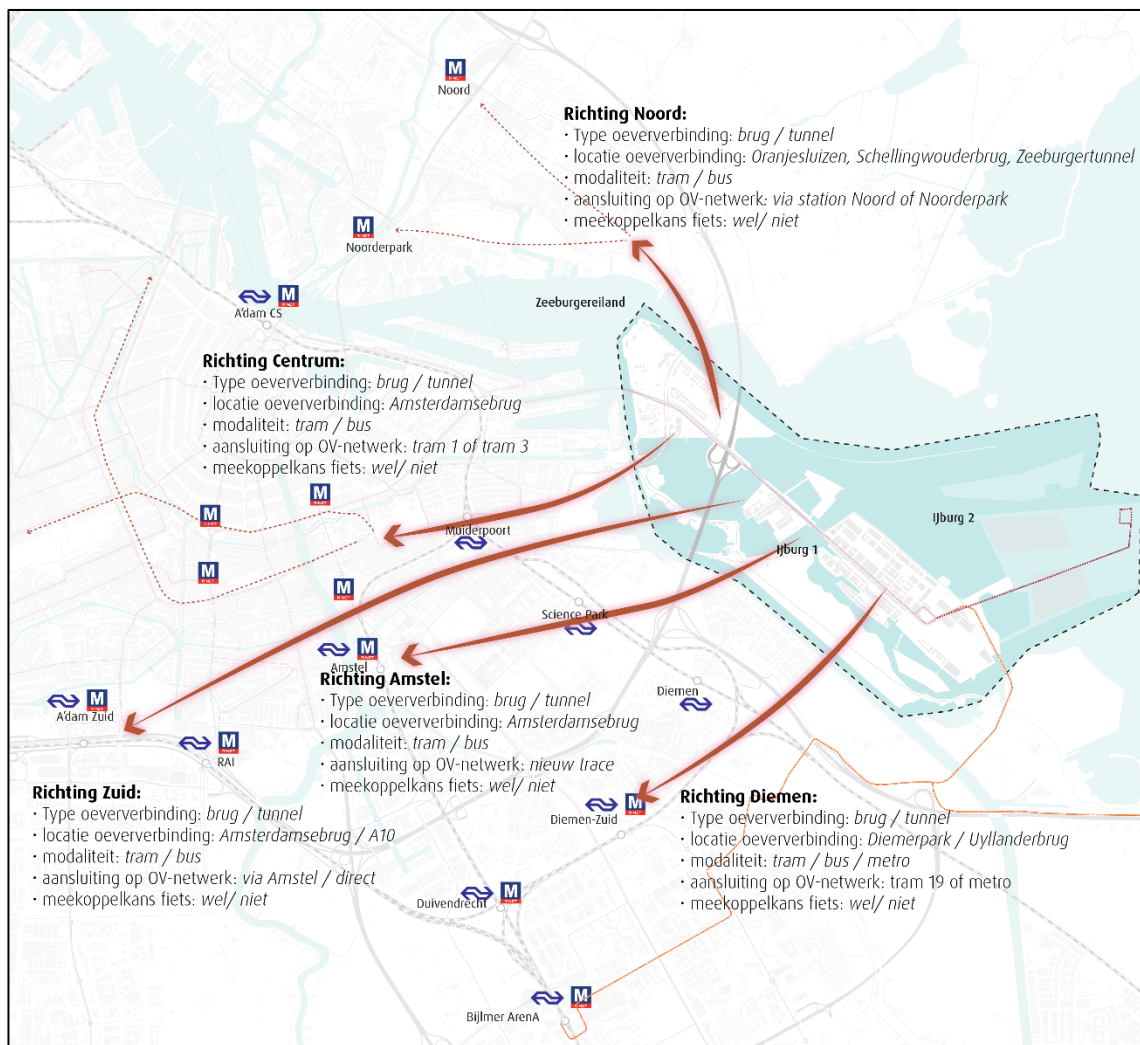 M
Noord
Richting Noord:
· Type oeververbinding: brug / tunnel
· locatie oeververbinding: Oranjesluizen, Schellingwouderbrug, Zeeburgertunnel
· modaliteit: tram / bus
· aansluiting op OV-netwerk: via station Noord of Noorderpark
· meekoppelkans fiets: wel/ niet
M
Noorderpark
M
A'dam CS
Zeeburgereiland
Richting Centrum:
· Type oeververbinding: brug / tunnel
· locatie oeververbinding: Amsterdamsebrug
· modaliteit: tram / bus
· aansluiting op OV-netwerk: tram 1 of tram 3
· meekoppelkans fiets: wel/ niet
M
M
M
M
Muiderpoort
IJburg 2
IJburg 1
Science Park
M
Amstel
Richting Amstel:
· Type oeververbinding: brug / tunnel
· locatie oeververbinding: Amsterdamsebrug
· modaliteit: tram / bus
· aansluiting op OV-netwerk: nieuw trace
· meekoppelkans fiets: wel/ niet
Diemen
M
A'dam Zuid
M
RAI
Richting Zuid:
· Type oeververbinding: brug / tunnel
· locatie oeververbinding: Amsterdamsebrug / A10
· modaliteit: tram / bus
· aansluiting op OV-netwerk: via Amstel / direct
· meekoppelkans fiets: wel/ niet
M
Diemen-Zuid
Richting Diemen:
· Type oeververbinding: brug / tunnel
· locatie oeververbinding: Diemerpark / Uyllanderbrug
· modaliteit: tram / bus / metro
· aansluiting op OV-netwerk: tram 19 of metro
· meekoppelkans fiets: wel/ niet
M
Duivendrecht
M
Bijlmer ArenA